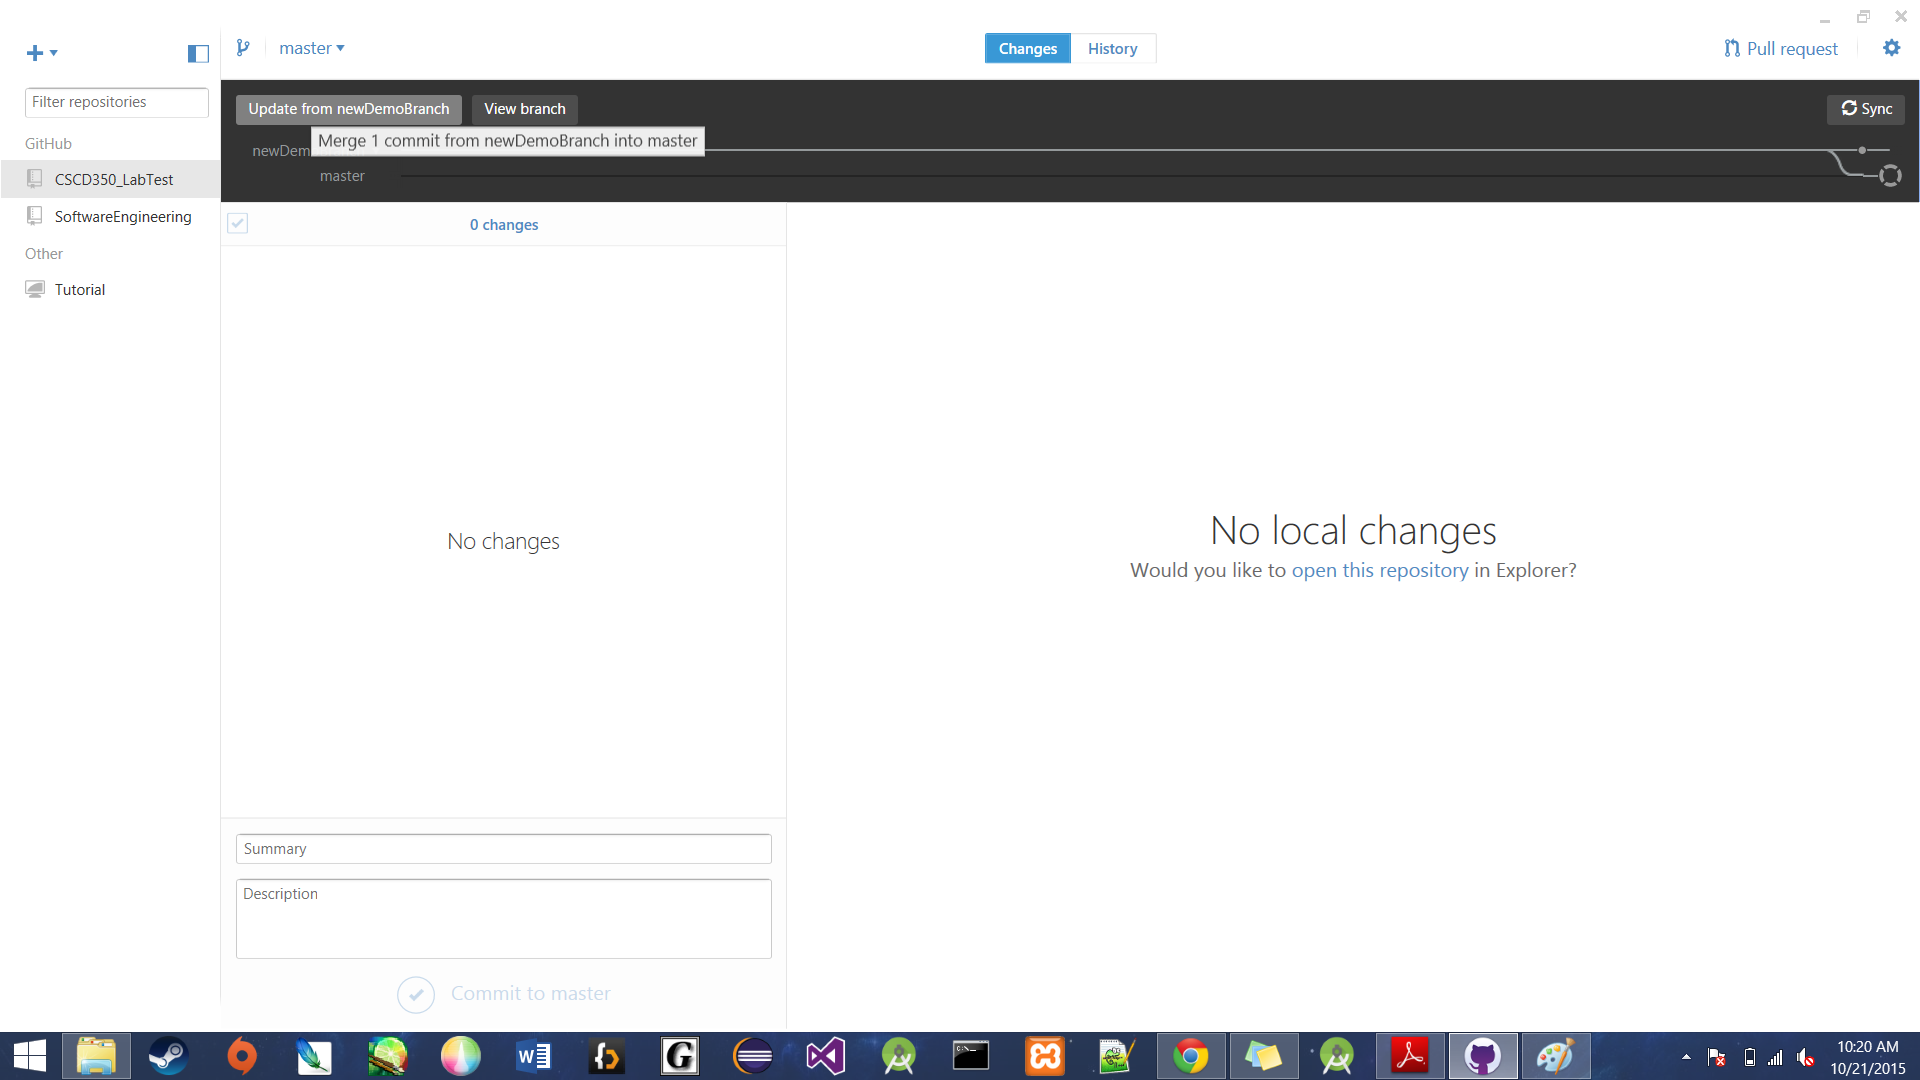 master
Changes
History
Pull request
Filter repositories
GitHub
CSCD350_LabTest
SoftwareEngineering
Other
Tutorial
Update from newDemoBranch
View branch
Sync
Merge 1 commit from newDemoBranch into master
newDem
master
0 changes
No changes
No local changes
Would you like to open this repository in Explorer?
Summary
Description
Commit to master
10:20 AM
10/21/2015